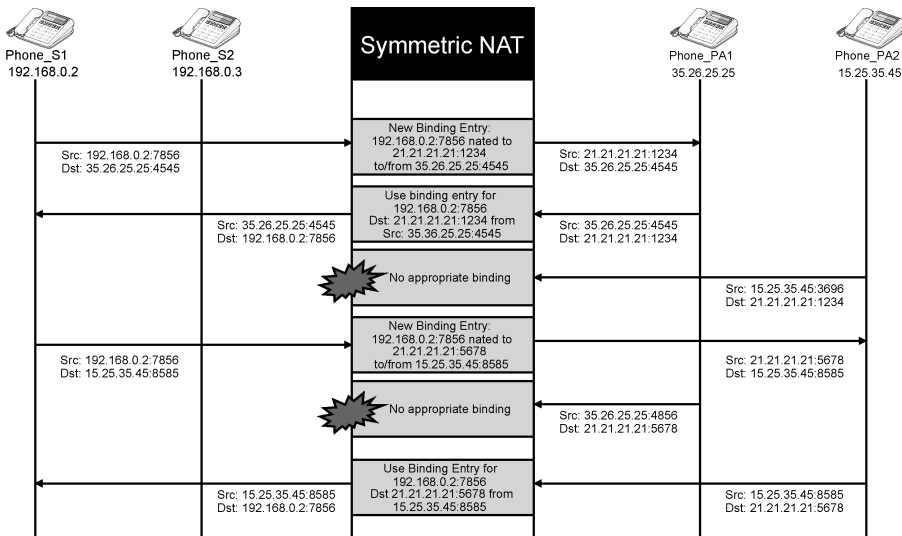 Phone_S1
192.168.0.2
Phone_S2
192.168.0.3
Symmetric NAT
Phone_PA1
35.26.25.25
Phone_PA2
15.25.35.45
Src: 192.168.0.2:7856
Dst: 35.26.25.25:4545
New Binding Entry:
192.168.0.2:7856 nated to
21.21.21.21:1234
to/from 35.26.25.25:4545
Src: 21.21.21.21:1234
Dst: 35.26.25.25:4545
Src: 35.26.25.25:4545
Dst: 192.168.0.2:7856
Use binding entry for
192.168.0.2:7856
Dst: 21.21.21.21:1234 from
Src: 35.36.25.25:4545
Src: 35.26.25.25:4545
Dst: 21.21.21.21:1234
No appropriate binding
Src: 15.25.35.45:3696
Dst: 21.21.21.21:1234
Src: 192.168.0.2:7856
Dst: 15.25.35.45:8585
New Binding Entry:
192.168.0.2:7856 nated to
21.21.21.21:5678
to/from 15.25.35.45:8585
Src: 21.21.21.21:5678
Dst: 15.25.35.45:8585
No appropriate binding
Src: 35.26.25.25:4856
Dst: 21.21.21.21:5678
Src: 15.25.35.45:8585
Dst: 192.168.0.2:7856
Use Binding Entry for
192.168.0.2:7856
Dst 21.21.21.21:5678 from
15.25.35.45:8585
Src: 15.25.35.45:8585
Dst: 21.21.21.21:5678